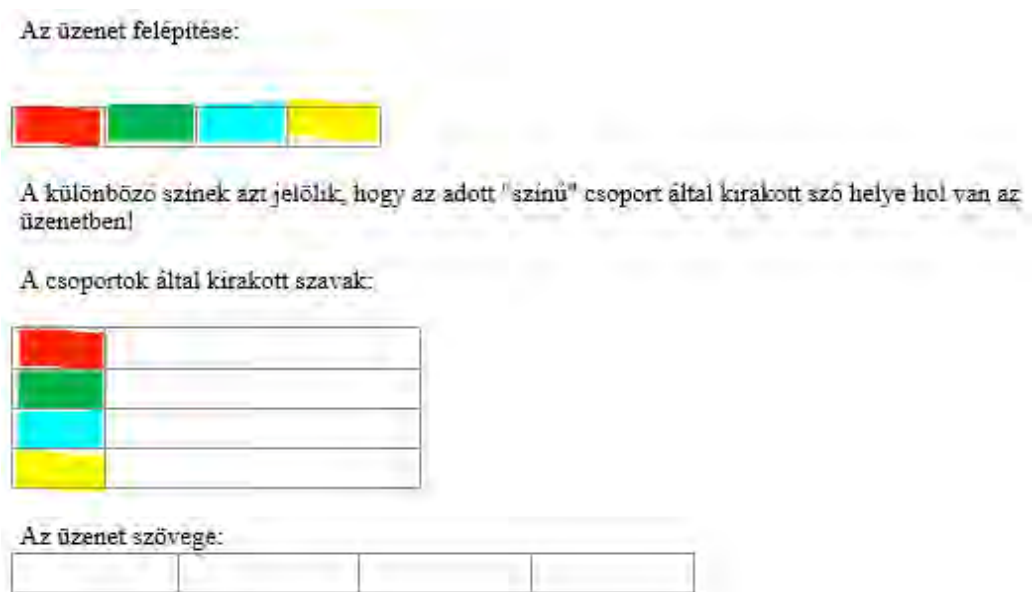 Az üzenet felépítése:
A különböző színek azt jelölik, hogy az adott "színű" csoport által kirakott szó helye hol van az
üzenetben!
A csoportok által kirakott szavak:
Az üzenet szövege: